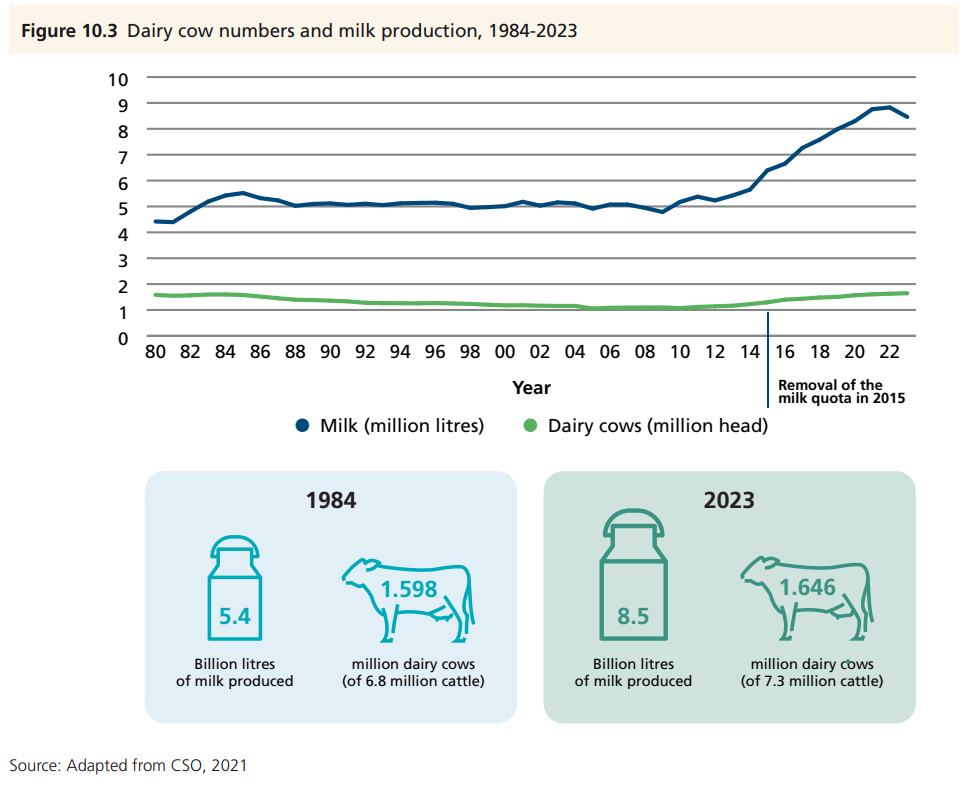 Figure 10.3 Dairy cow numbers and milk production, 1984-2023
10
9
8
7
6
5
4
3
2
1
0
80 82 84 86 88 90 92 94 96 98 00 02 04 06 08 10 12 14 16 18 20 22
Year
Removal of the
milk quota in 2015
Milk (million litres) Dairy cows (million head)
1984
5.4
1.598
Billion litres
of milk produced
million dairy cows
(of 6.8 million cattle)
2023
8.5
1.646
Billion litres
of milk produced
million dairy cows
(of 7.3 million cattle)
Source: Adapted from CSO, 2021